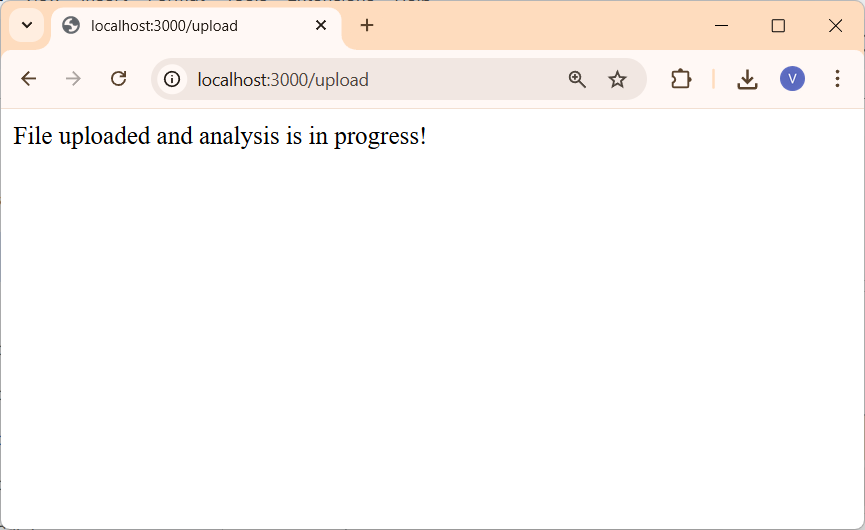 localhost:3000/upload
localhost:3000/upload
V
File uploaded and analysis is in progress!